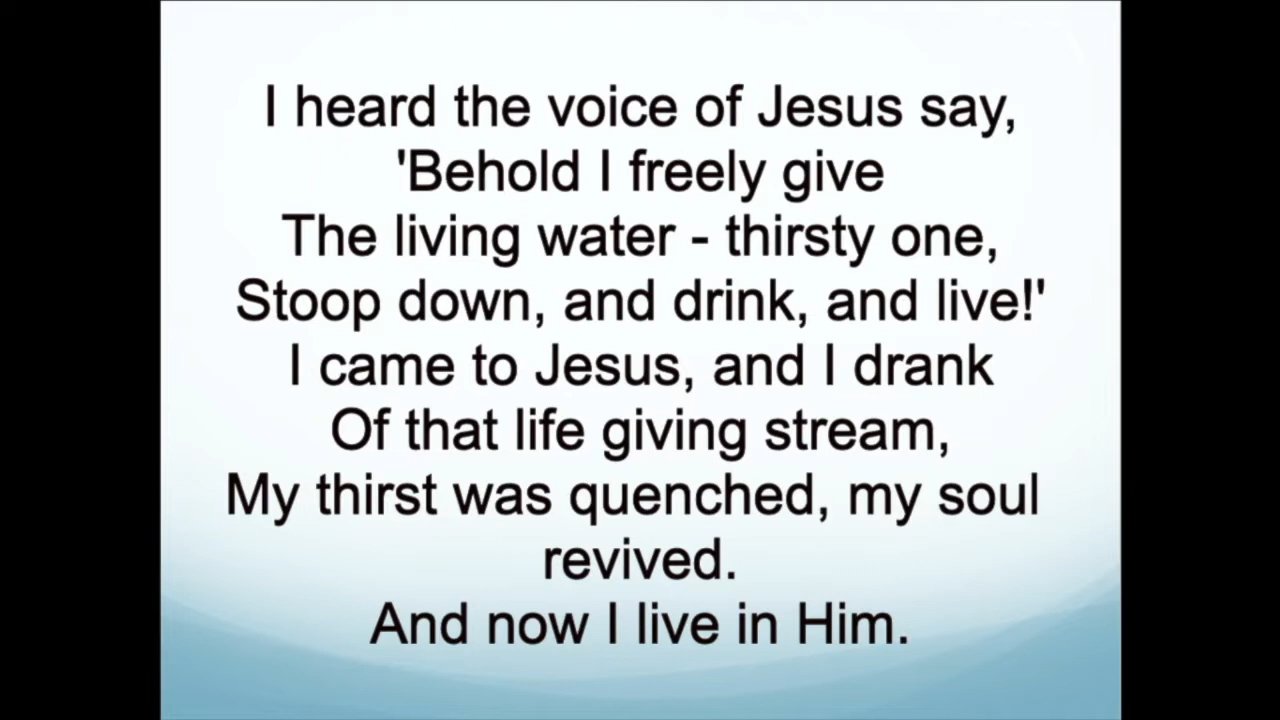 I heard the voice of Jesus say,
'Behold I freely give
The living water - thirsty one,
Stoop down, and drink, and live!'
I came to Jesus, and I drank
Of that life giving stream,
My thirst was quenched, my soul
revived.
And now I live in Him.